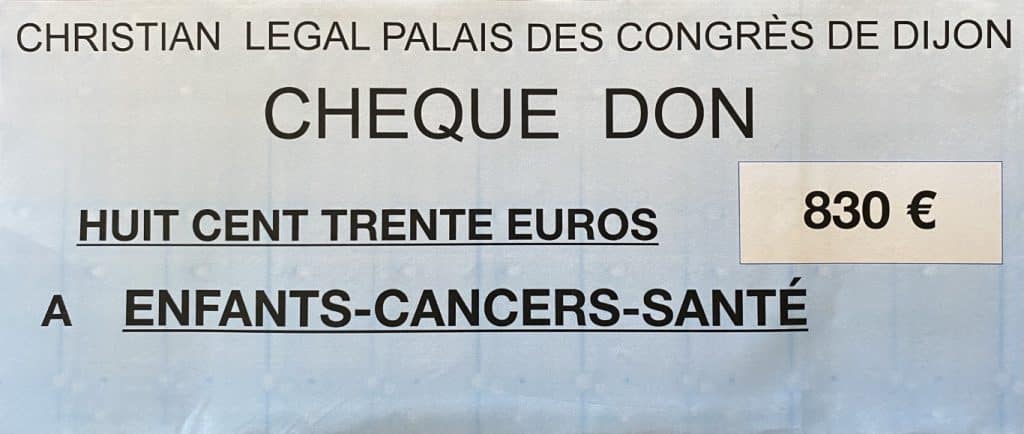 CHRISTIAN LEGAL PALAIS DES CONGRÈS DE DIJON
CHEQUE DON
HUIT CENT TRENTE EUROS
830 €
A ENFANTS-CANCERS-SANTÉ